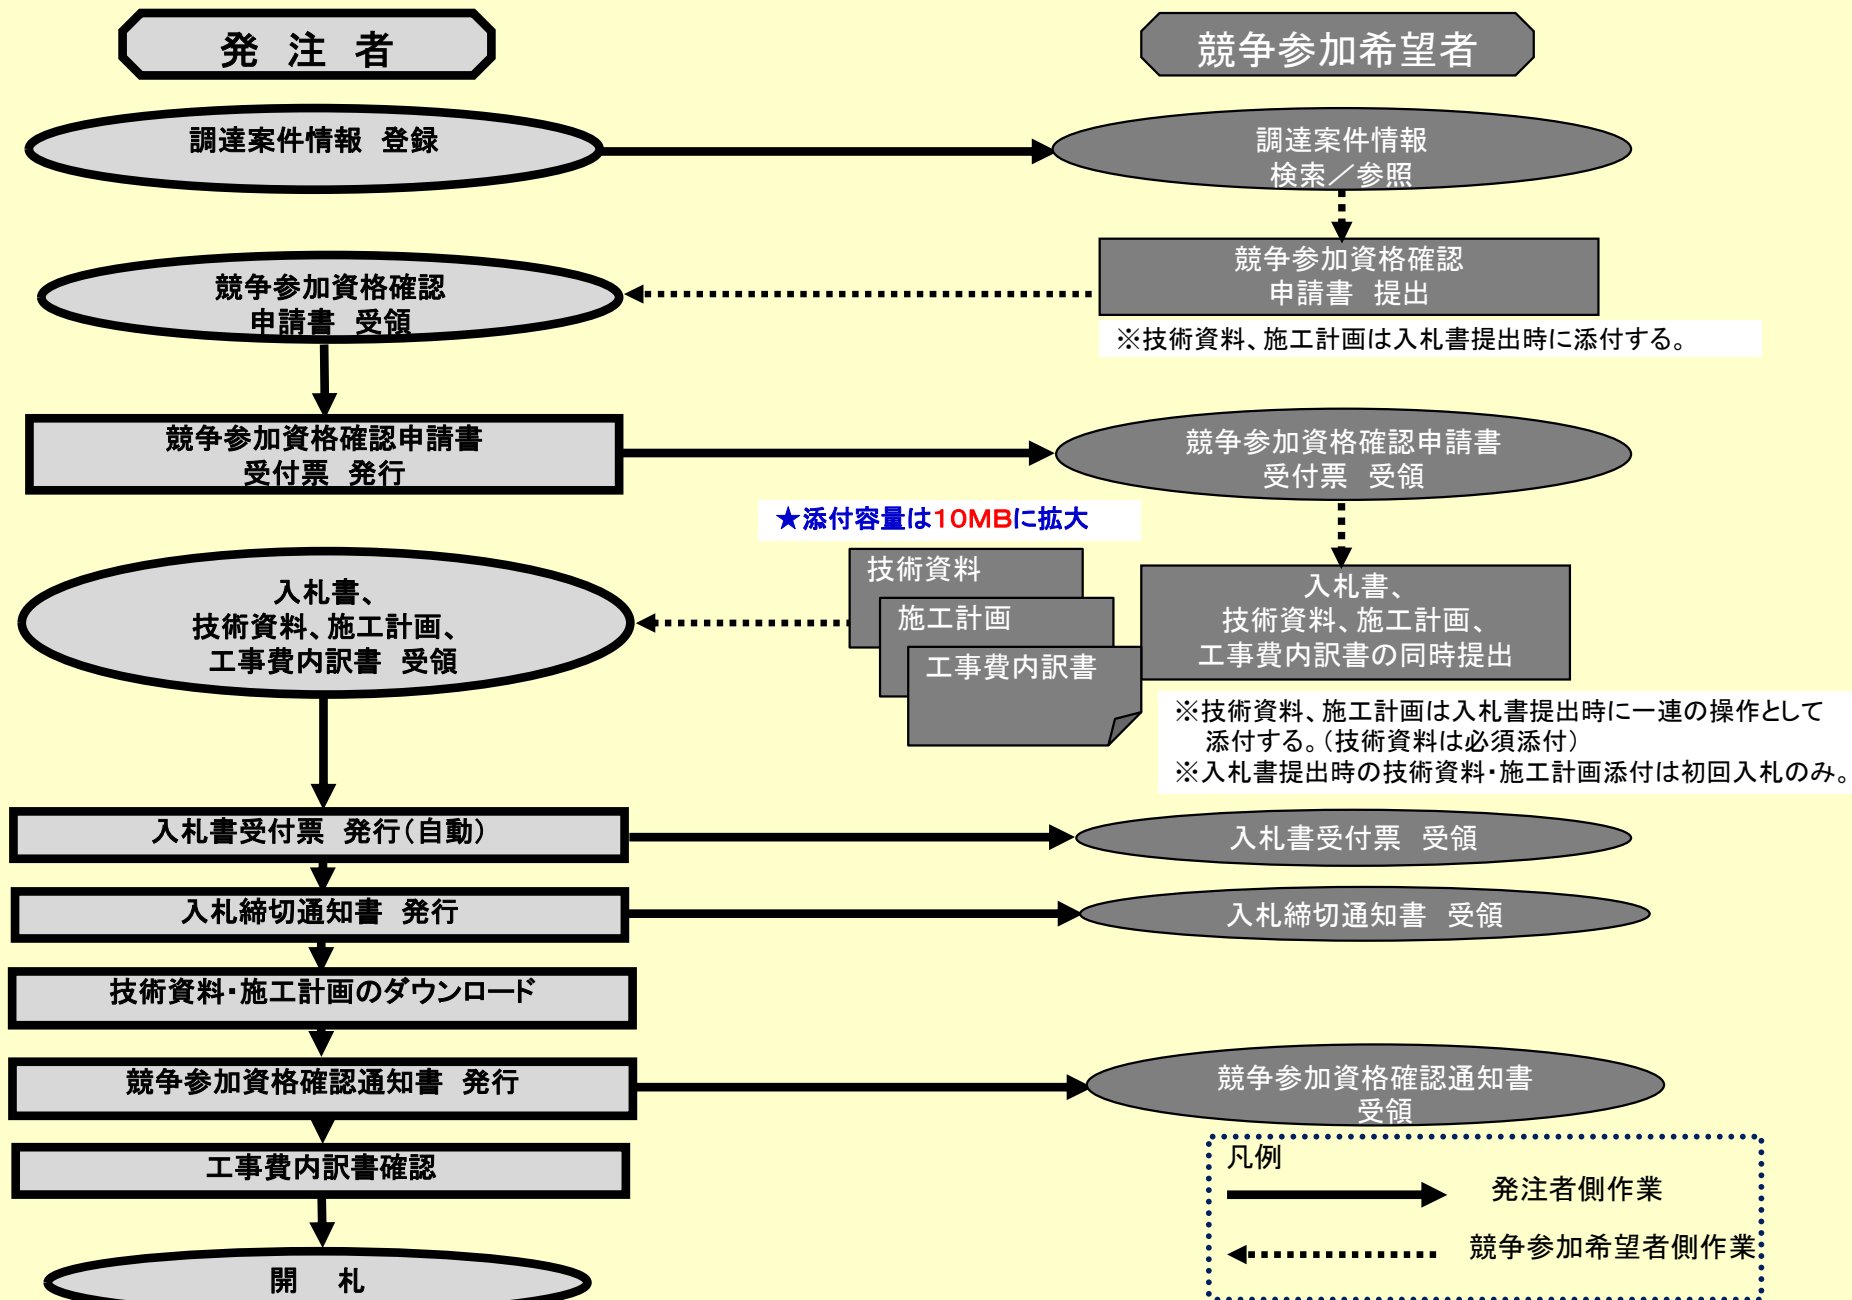 発 注 者
競争参加希望者
調達案件情報 登録
調達案件情報
検索／参照
競争参加資格確認
申請書 提出
競争参加資格確認
申請書 受領
※技術資料、施工計画は入札書提出時に添付する。
競争参加資格確認申請書
受付票 発行
競争参加資格確認申請書
受付票 受領
★添付容量は10MBに拡大
技術資料
施工計画
工事費内訳書
入札書、
技術資料、施工計画、
工事費内訳書の同時提出
入札書、
技術資料、施工計画、
工事費内訳書 受領
※技術資料、施工計画は入札書提出時に一連の操作として
添付する。（技術資料は必須添付）
※入札書提出時の技術資料・施工計画添付は初回入札のみ。
入札書受付票 発行（自動）
入札書受付票 受領
入札締切通知書 発行
入札締切通知書 受領
技術資料・施工計画のダウンロード
競争参加資格確認通知書 発行
競争参加資格確認通知書
受領
工事費内訳書確認
開 札
凡例
発注者側作業
競争参加希望者側作業